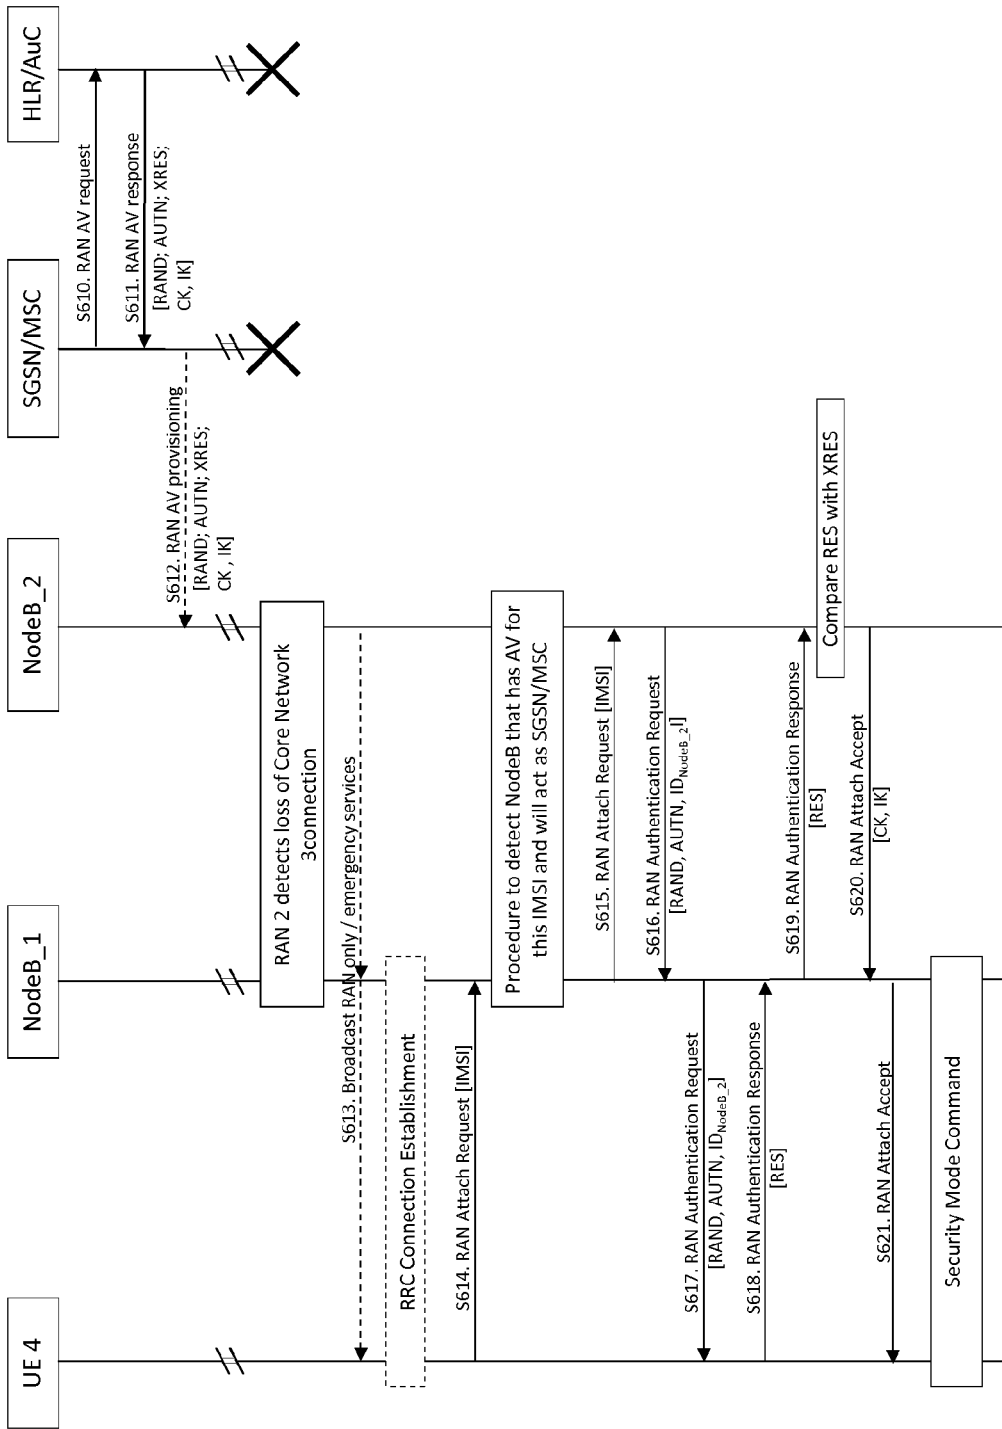 UE 4
NodeB_1
NodeB_2
SGSN/MSC
HLR/AuC
S610. RAN AV request
S611. RAN AV response
[RAND; AUTN; XRES;
CK, IK]
S612. RAN AV provisioning
[RAND; AUTN; XRES;
CK , IK]
RAN 2 detects loss of Core Network
3connection
S613. Broadcast RAN only / emergency services
RRC Connection Establishment
S614. RAN Attach Request [IMSI]
Procedure to detect NodeB that has AV for
this IMSI and will act as SGSN/MSC
S615. RAN Attach Request [IMSI]
S616. RAN Authentication Request
[RAND, AUTN, IDNodeB_2]]
S617. RAN Authentication Request
[RAND, AUTN, IDNodeB_2]
S618. RAN Authentication Response
[RES]
S619. RAN Authentication Response
[RES]
Compare RES with XRES
S620. RAN Attach Accept
[CK, IK]
S621. RAN Attach Accept
Security Mode Command